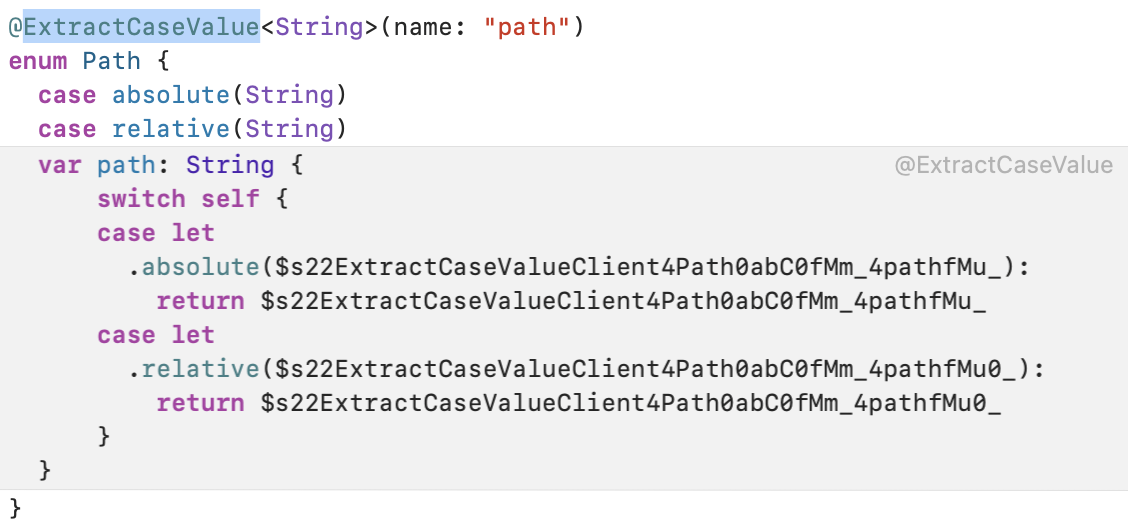 @ExtractCaseValue<String>(name: "path")
enum Path {
  case absolute(String)
  case relative(String)
  var path: String {
@ExtractCaseValue
      switch self {
      case let
        .absolute($s22ExtractCaseValueClient4Path0abC0fMm_4pathfMu_):
          return $s22ExtractCaseValueClient4Path0abC0fMm_4pathfMu_
      case let
        .relative($s22ExtractCaseValueClient4Path0abC0fMm_4pathfMu0_):
          return $s22ExtractCaseValueClient4Path0abC0fMm_4pathfMu0_
      }
  }
}